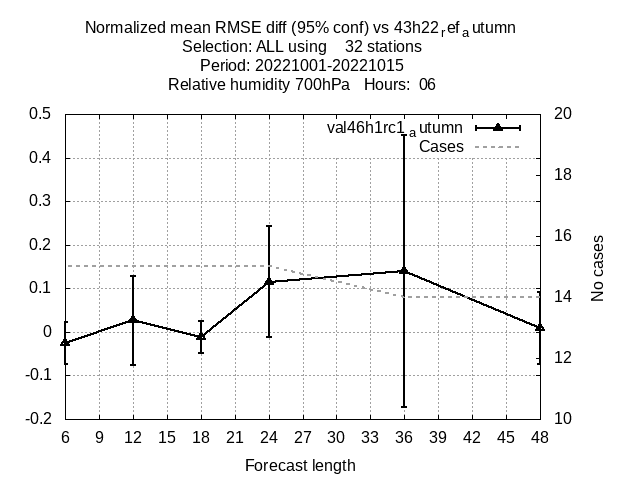 Normalized mean RMSE diff (95% conf) vs 43h22ref autumn
Selection: ALL using 32 stations
Period: 20221001-20221015
Relative humidity 700hPa Hours: 06
val46h1rc1autumn
Cases
0.5
0.4
0.3
0.2
0.1
0
-0.1
-0.2
20
18
16
14
12
10
No cases
6 9 12 15 18 21 24 27 30 33 36 39 42 45 48
Forecast length